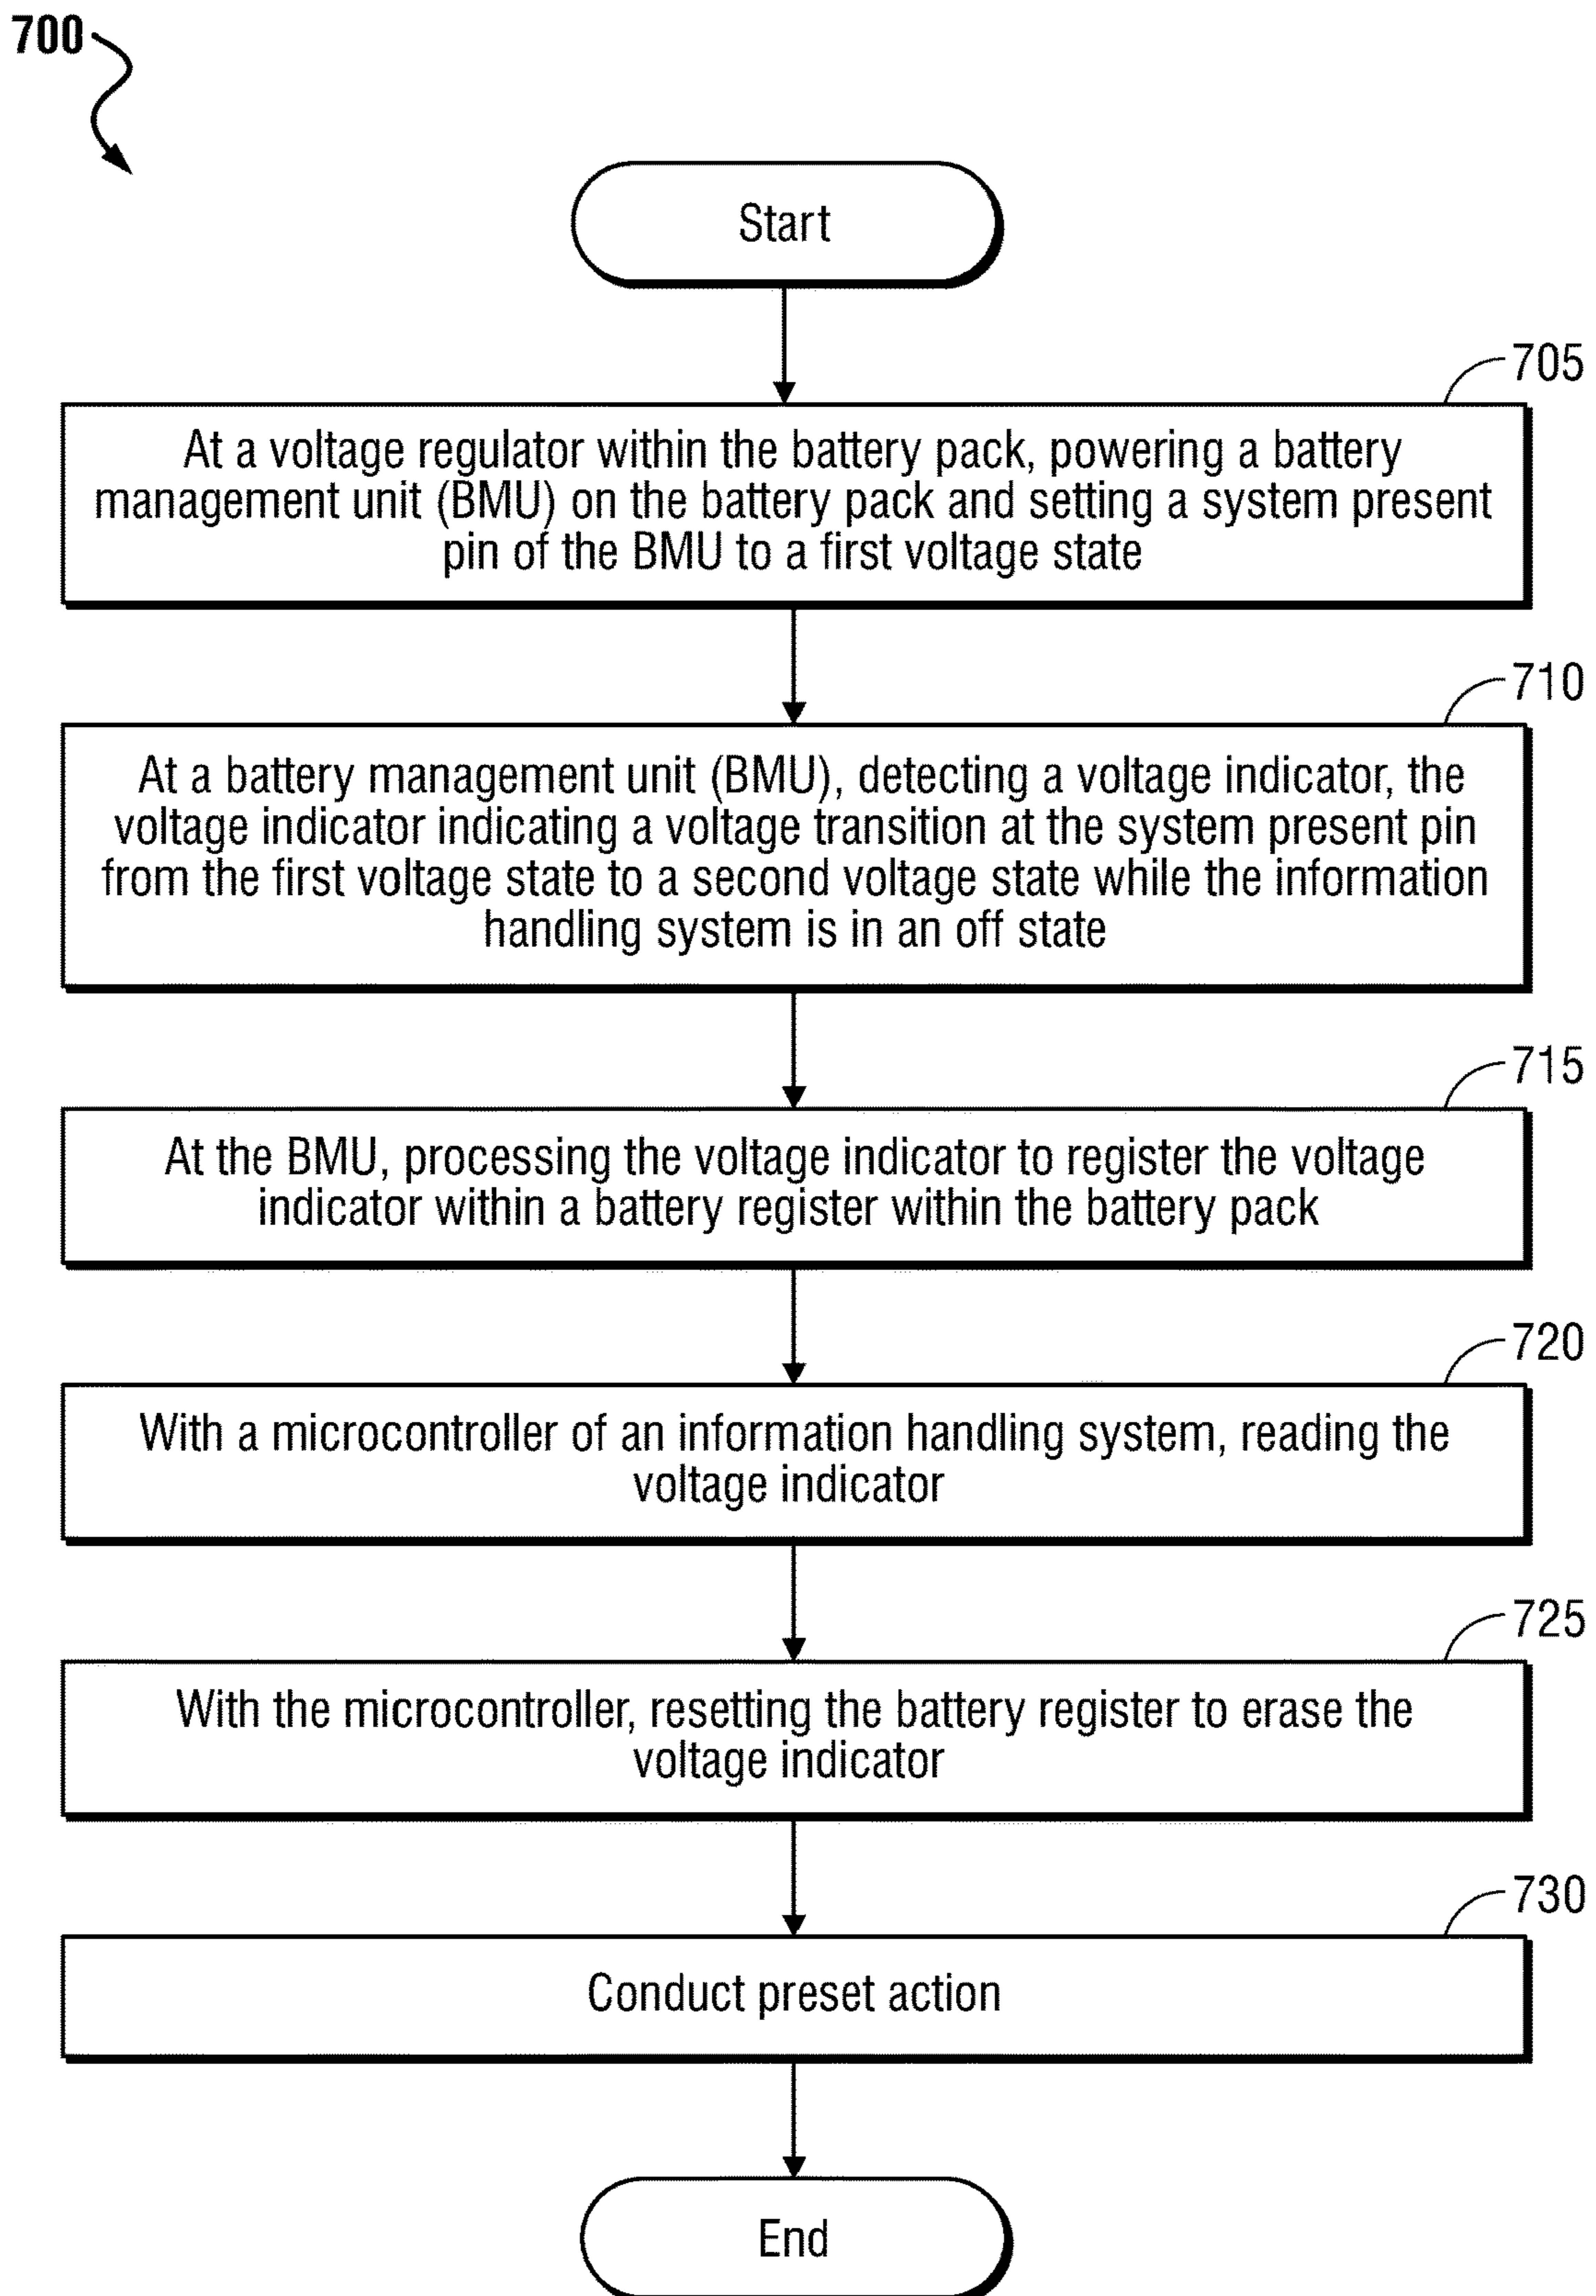 700
Start
705
At a voltage regulator within the battery pack, powering a battery
management unit (BMU) on the battery pack and setting a system present
pin of the BMU to a first voltage state
710
At a battery management unit (BMU), detecting a voltage indicator, the
voltage indicator indicating a voltage transition at the system present pin
from the first voltage state to a second voltage state while the information
handling system is in an off state
715
At the BMU, processing the voltage indicator to register the voltage
indicator within a battery register within the battery pack
720
With a microcontroller of an information handling system, reading the
voltage indicator
725
With the microcontroller, resetting the battery register to erase the
voltage indicator
730
Conduct preset action
End